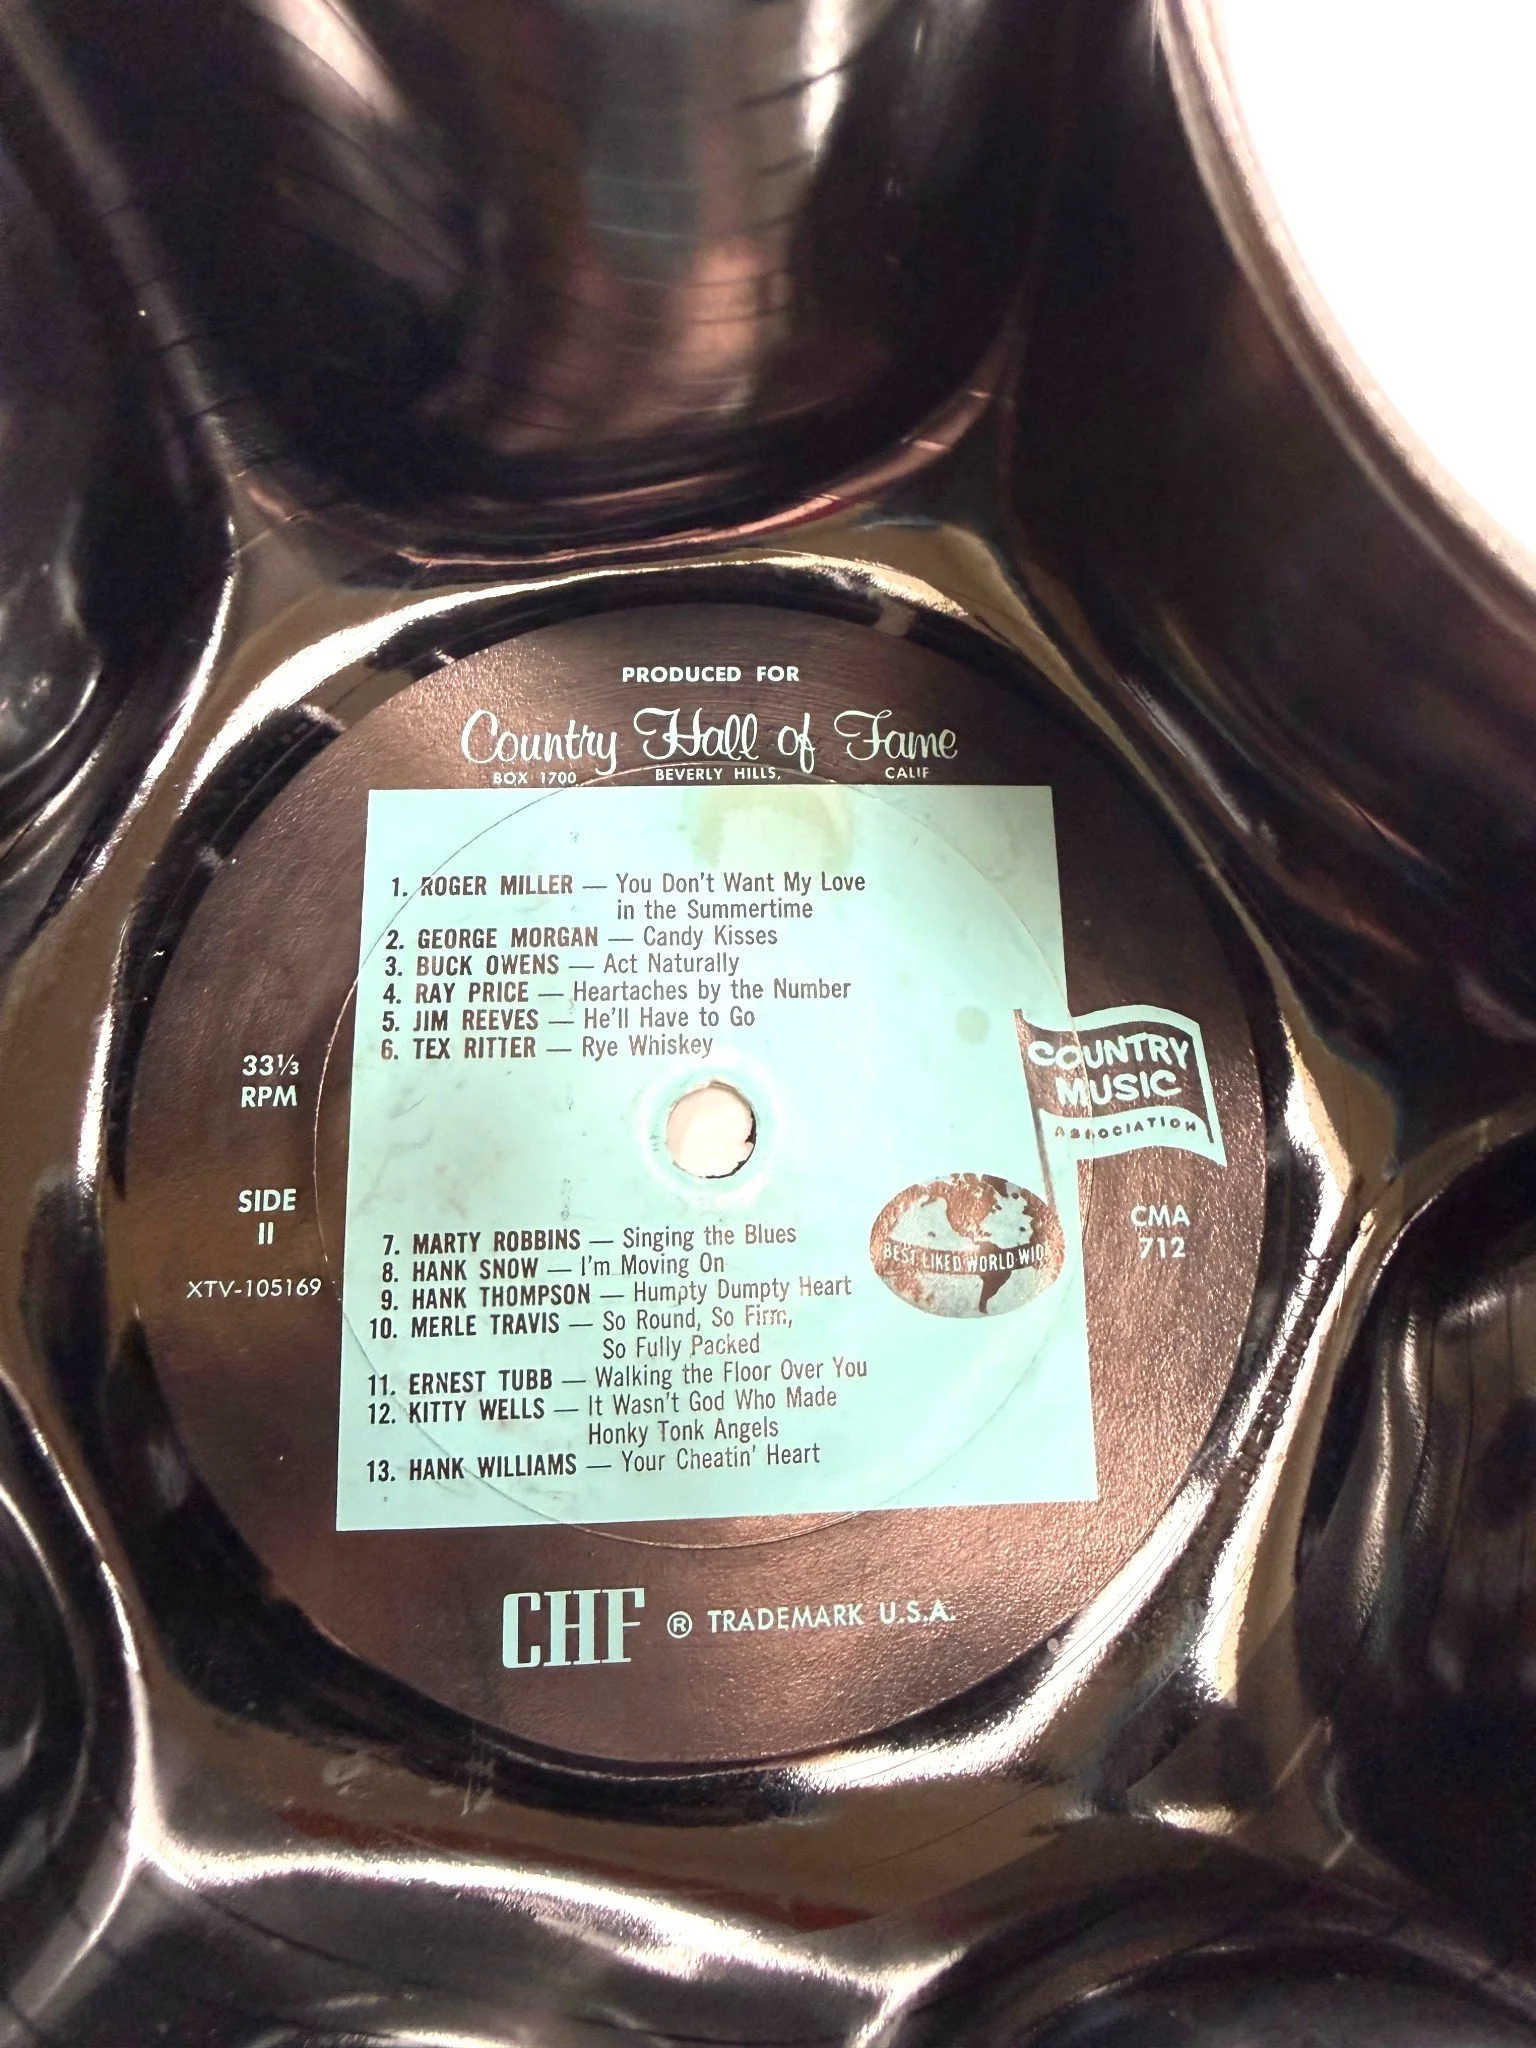 PRODUCED FOR
Country Hall of Fame
BOX 1700 BEVERLY HILLS, CALIF
1. ROGER MILLER — You Don't Want My Love
in the Summertime
2. GEORGE MORGAN — Candy Kisses
3. BUCK OWENS — Act Naturally
4. RAY PRICE — Heartaches by the Number
5. JIM REEVES — He'll Have to Go
6. TEX RITTER — Rye Whiskey
33⅓
RPM
COUNTRY
MUSIC
ASSOCIATION
SIDE
II
XTV-105169
CMA
712
BEST LIKED WORLD WIDE
7. MARTY ROBBINS — Singing the Blues
8. HANK SNOW — I'm Moving On
9. HANK THOMPSON — Humpty Dumpty Heart
10. MERLE TRAVIS — So Round, So Firm,
So Fully Packed
11. ERNEST TUBB — Walking the Floor Over You
12. KITTY WELLS — It Wasn't God Who Made
Honky Tonk Angels
13. HANK WILLIAMS — Your Cheatin' Heart
CHF ® TRADEMARK U.S.A.